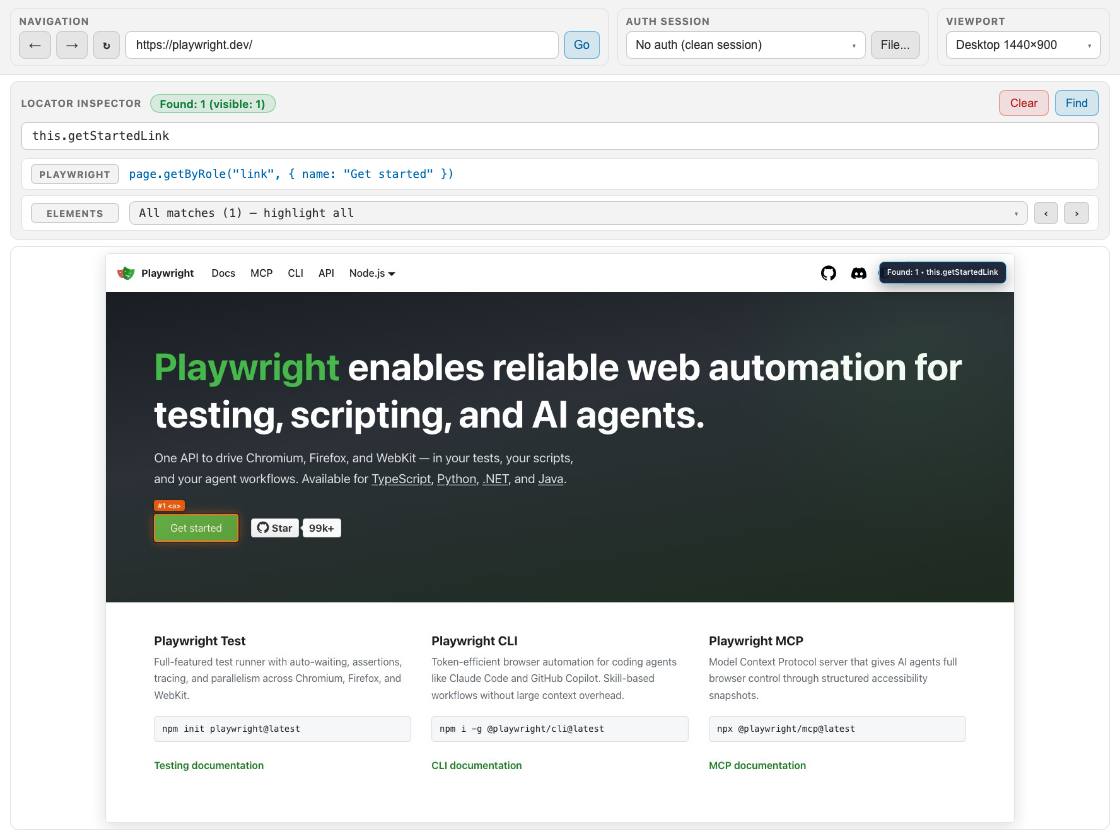 NAVIGATION
← → ↻ https://playwright.dev/ Go
AUTH SESSION
No auth (clean session) File...
VIEWPORT
Desktop 1440×900
LOCATOR INSPECTOR Found: 1 (visible: 1) Clear Find
this.getStartedLink
PLAYWRIGHT page.getByRole("link", { name: "Get started" })
ELEMENTS All matches (1) — highlight all ‹ ›
Playwright Docs MCP CLI API Node.js Found: 1 • this.getStartedLink
Playwright enables reliable web automation for
testing, scripting, and AI agents.
One API to drive Chromium, Firefox, and WebKit — in your tests, your scripts,
and your agent workflows. Available for TypeScript, Python, .NET, and Java.
#1 <a>
Get started Star 99k+
Playwright Test
Full-featured test runner with auto-waiting, assertions,
tracing, and parallelism across Chromium, Firefox, and
WebKit.
npm init playwright@latest
Testing documentation
Playwright CLI
Token-efficient browser automation for coding agents
like Claude Code and GitHub Copilot. Skill-based
workflows without large context overhead.
npm i -g @playwright/cli@latest
CLI documentation
Playwright MCP
Model Context Protocol server that gives AI agents full
browser control through structured accessibility
snapshots.
npx @playwright/mcp@latest
MCP documentation